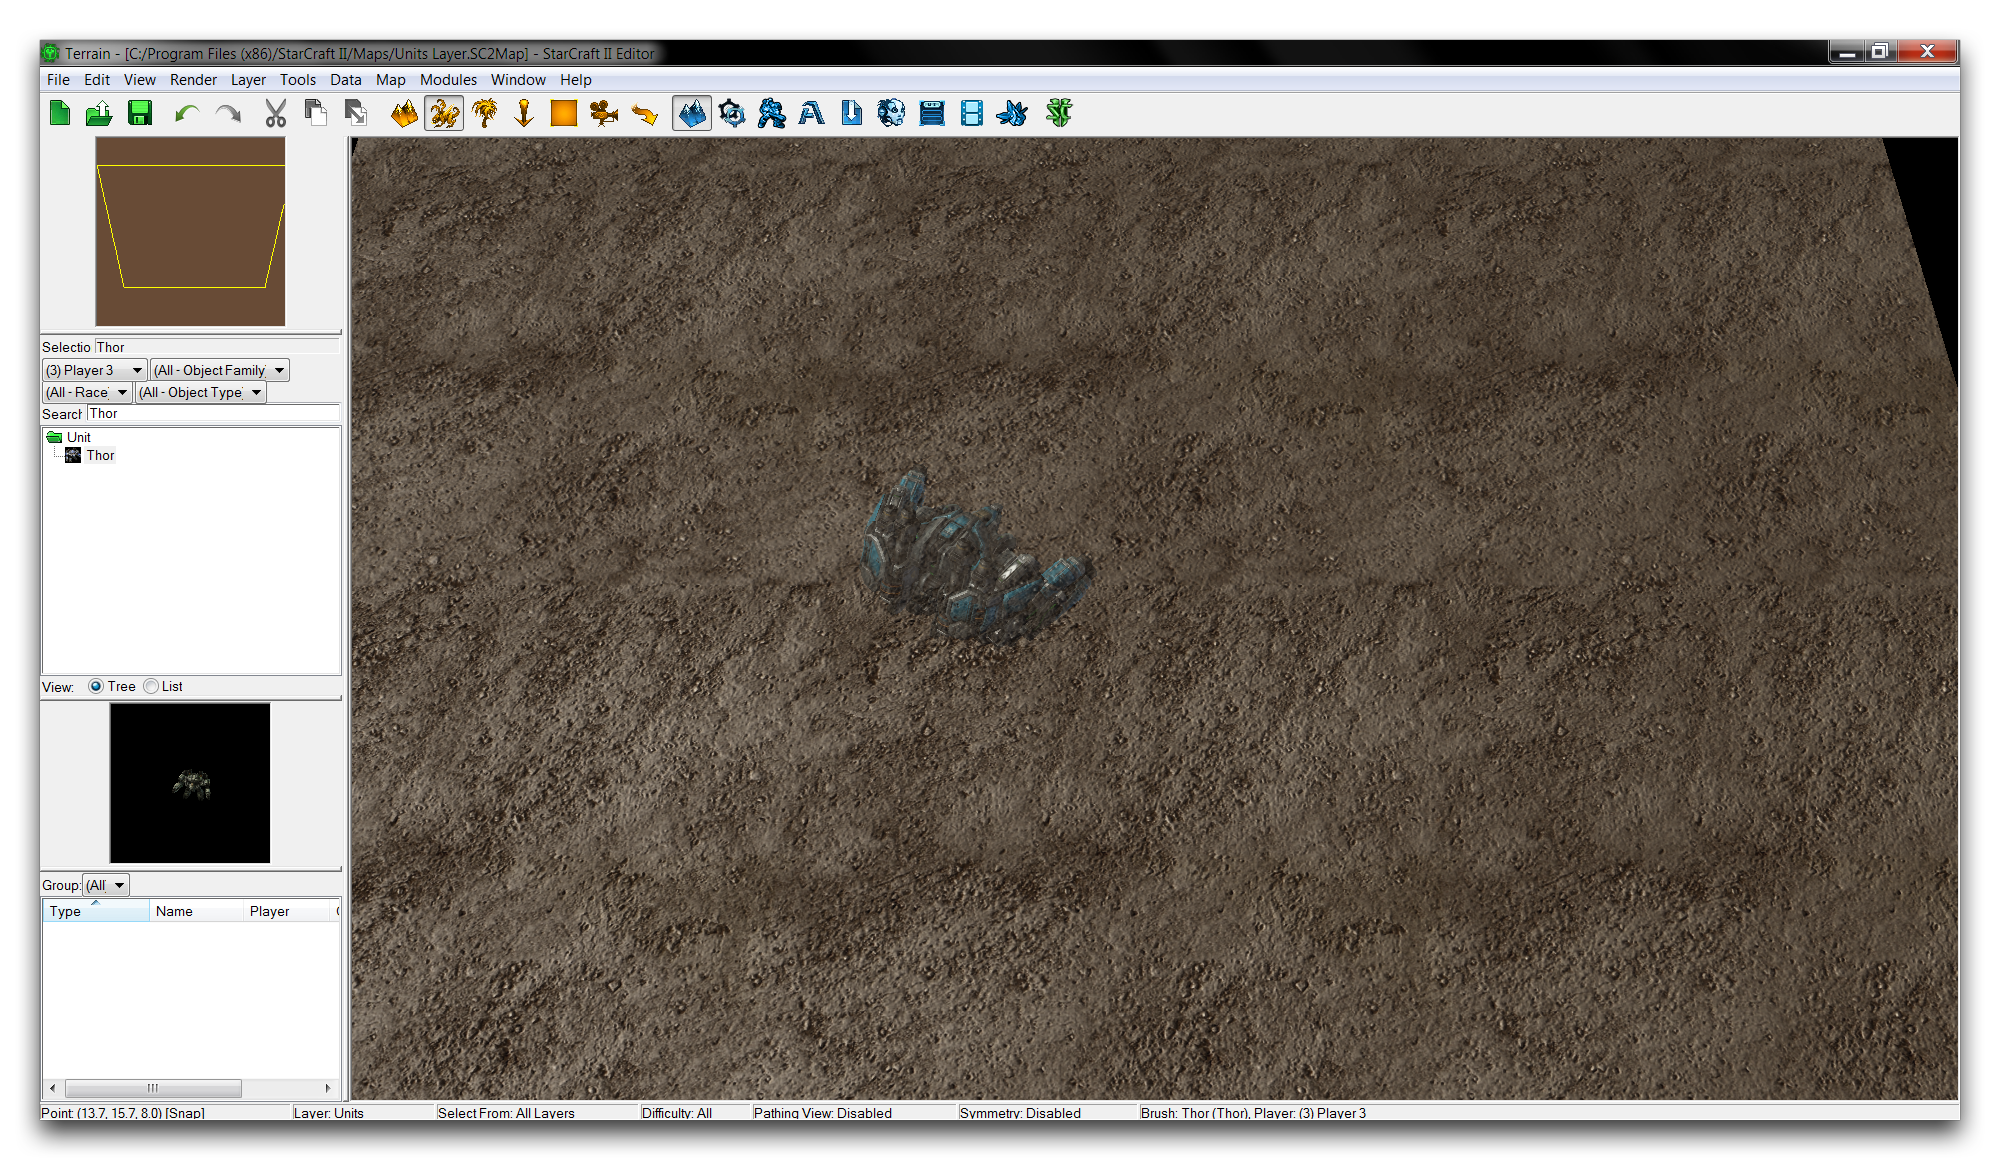 Terrain - [C:/Program Files (x86)/StarCraft II/Maps/Units Layer.SC2Map] - StarCraft II Editor
File Edit View Render Layer Tools Data Map Modules Window Help
Selectio Thor
(3) Player 3 (All - Object Family)
(All - Race) (All - Object Type)
Search Thor
Unit
Thor
View: Tree List
Group: (All)
Type Name Player
Point: (13.7, 15.7, 8.0) [Snap] Layer: Units Select From: All Layers Difficulty: All Pathing View: Disabled Symmetry: Disabled Brush: Thor (Thor), Player: (3) Player 3